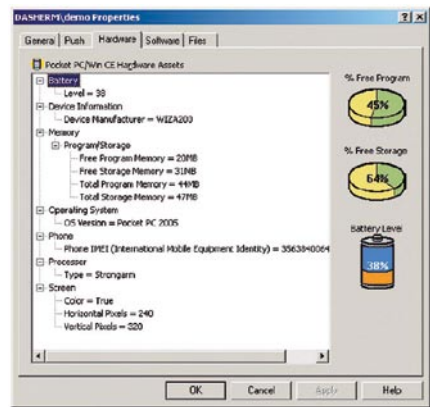 DASHERM\demo Properties
General Push Hardware Software Files
Pocket PC/Win CE Hardware Assets
Battery
Level = 38
Device Information
Device Manufacturer = WIZA200
Memory
Program/Storage
Free Program Memory = 20MB
Free Storage Memory = 31MB
Total Program Memory = 44MB
Total Storage Memory = 47MB
Operating System
OS Version = Pocket PC 2005
Phone
Phone IMEI (International Mobile Equipment Identity) = 3563840064
Processor
Type = Strongarm
Screen
Color = True
Horizontal Pixels = 240
Vertical Pixels = 320
% Free Program
45%
% Free Storage
64%
Battery Level
38%
OK Cancel Apply Help